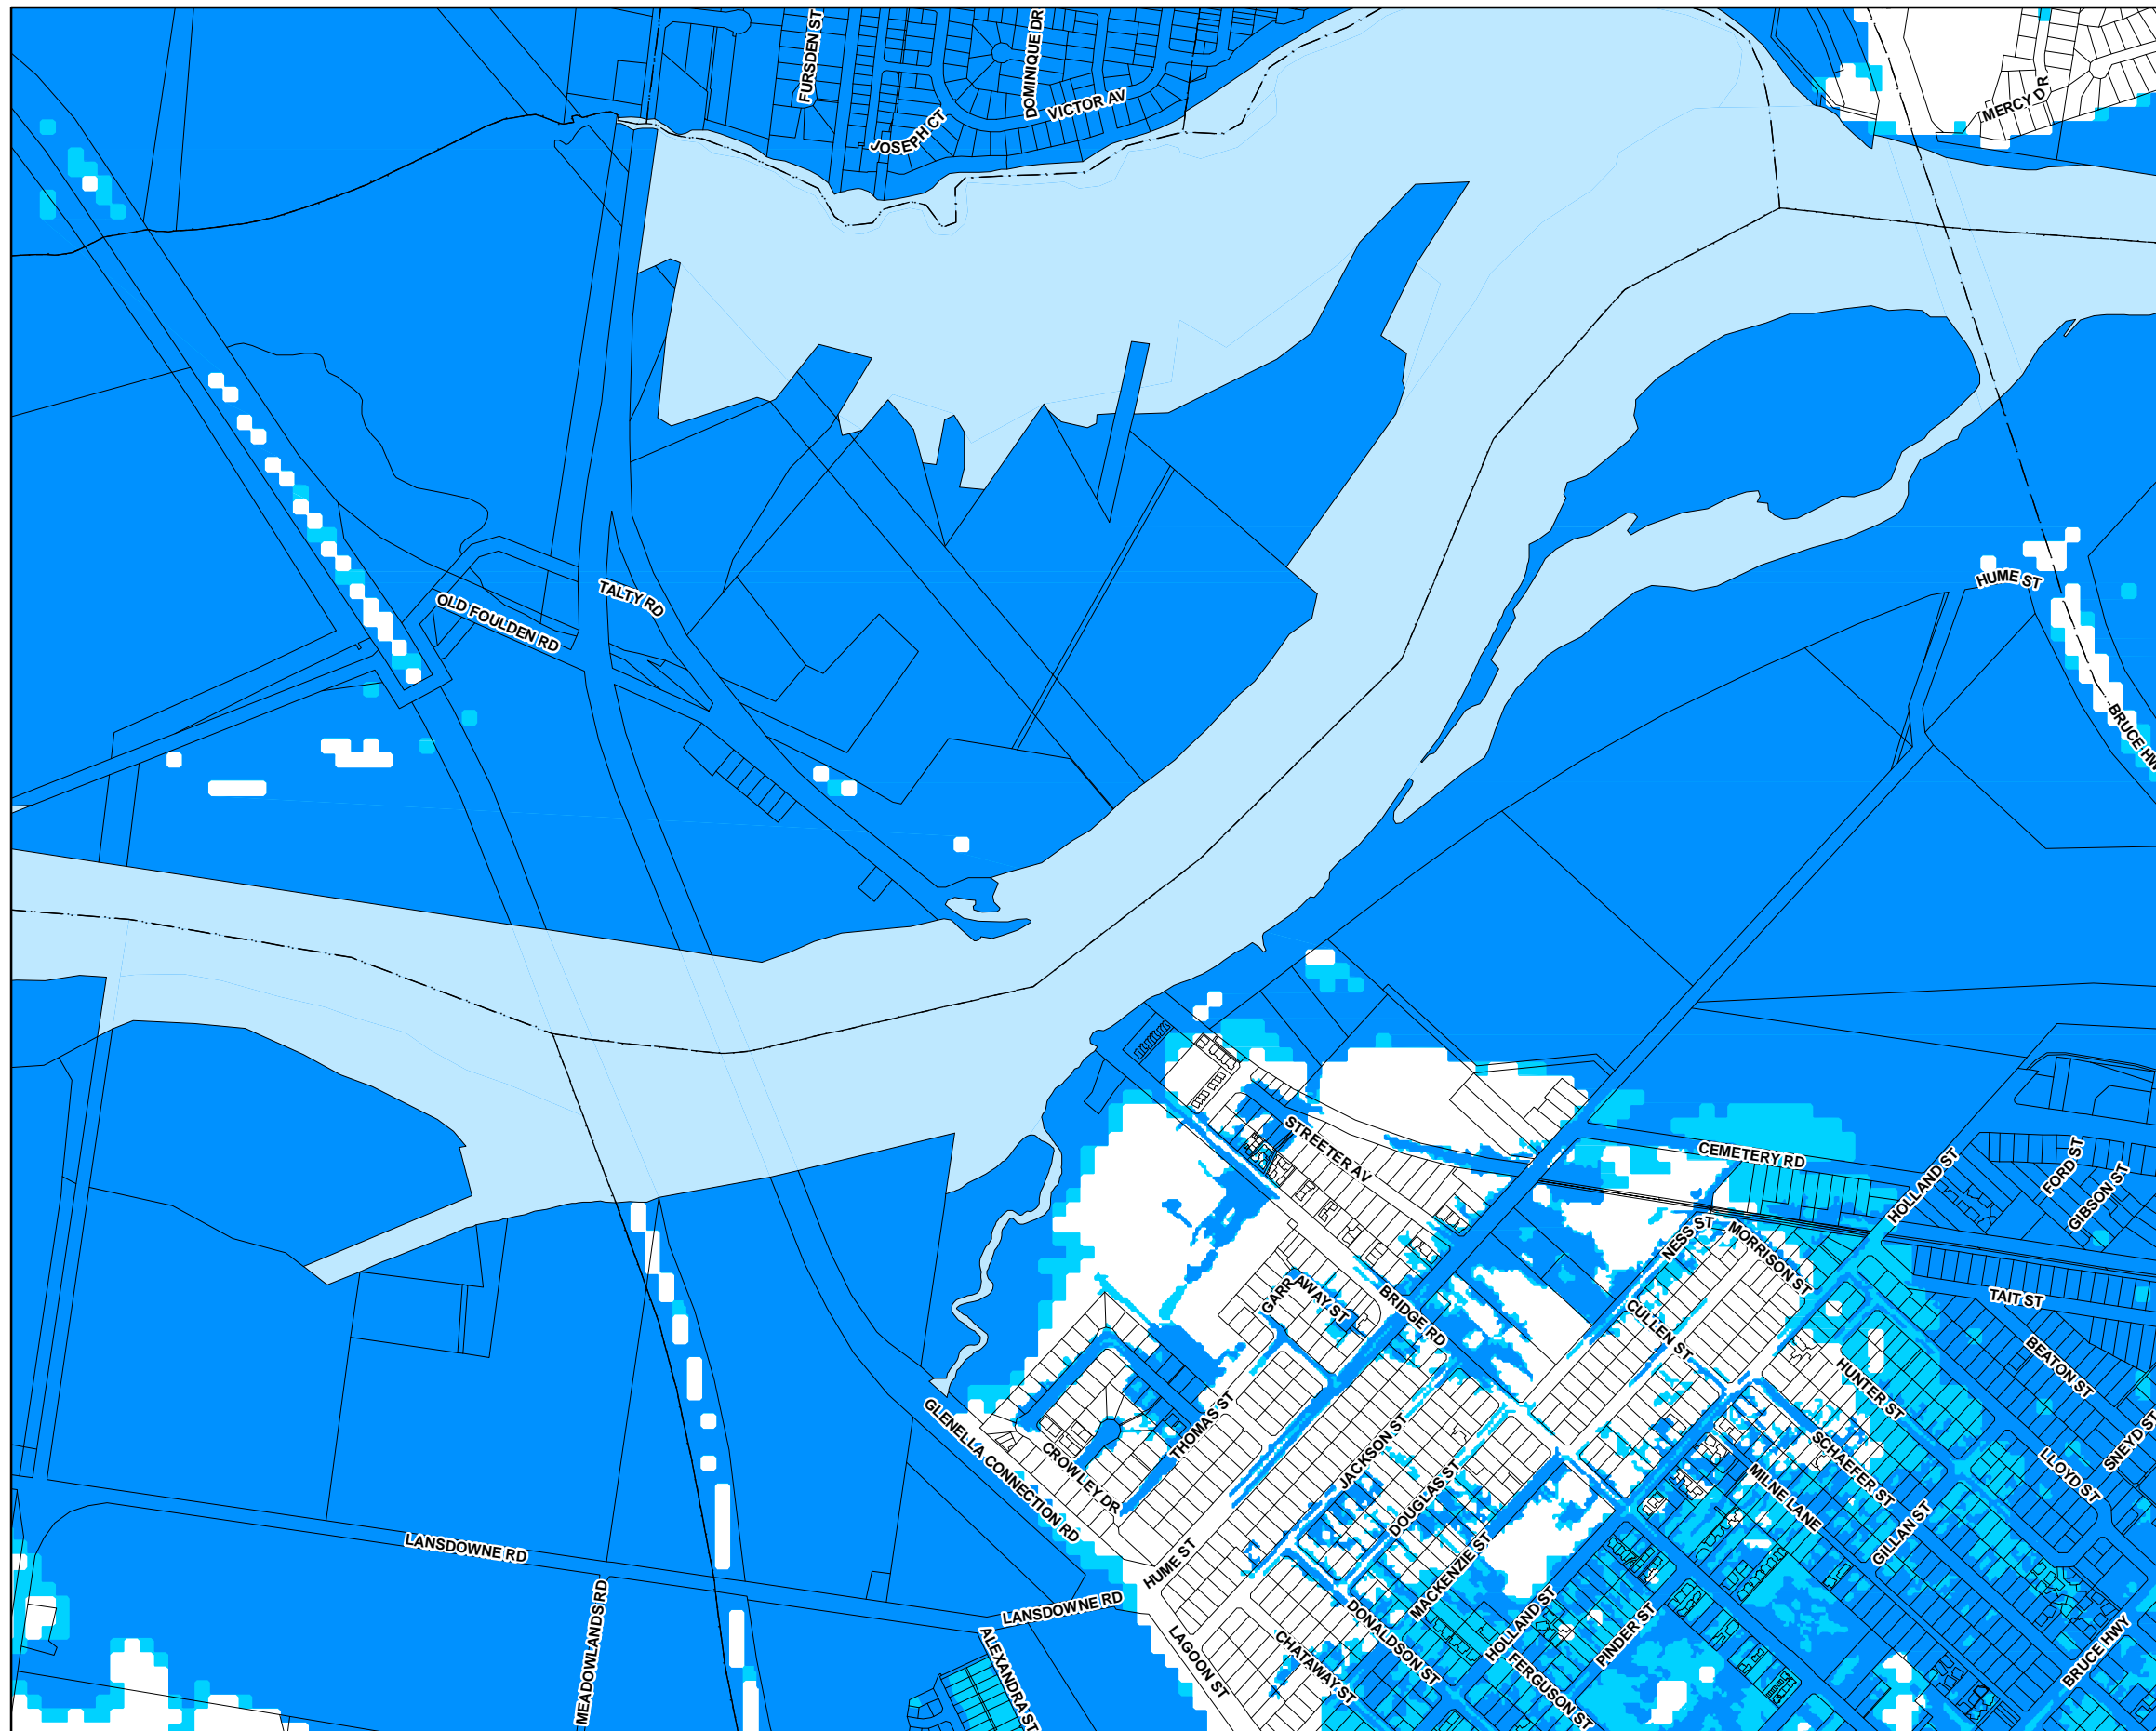 FURSDEN ST
DOMINIQUE DR
VICTOR AV
JOSEPH CT
MERCY DR
OLD FOULDEN RD
TALTY RD
HUME ST
BRUCE HW
STREETER AV
CEMETERY RD
HOLLAND ST
FORD ST
GIBSON ST
NESS ST
MORRISON ST
GARRAWAY ST
BRIDGE RD
CULLEN ST
TAIT ST
BEATON ST
HUNTER ST
THOMAS ST
GLENELLA CONNECTION RD
CROWLEY DR
JACKSON ST
DOUGLAS ST
SCHAEFER ST
MILNE LANE
LLOYD ST
SNEYD ST
GILLAN ST
LANSDOWNE RD
HUME ST
MACKENZIE ST
MEADOWLANDS RD
LANSDOWNE RD
ALEXANDRA ST
LAGOON ST
CHATAWAY ST
DONALDSON ST
HOLLAND ST
FERGUSON ST
PINDER ST
BRUCE HWY